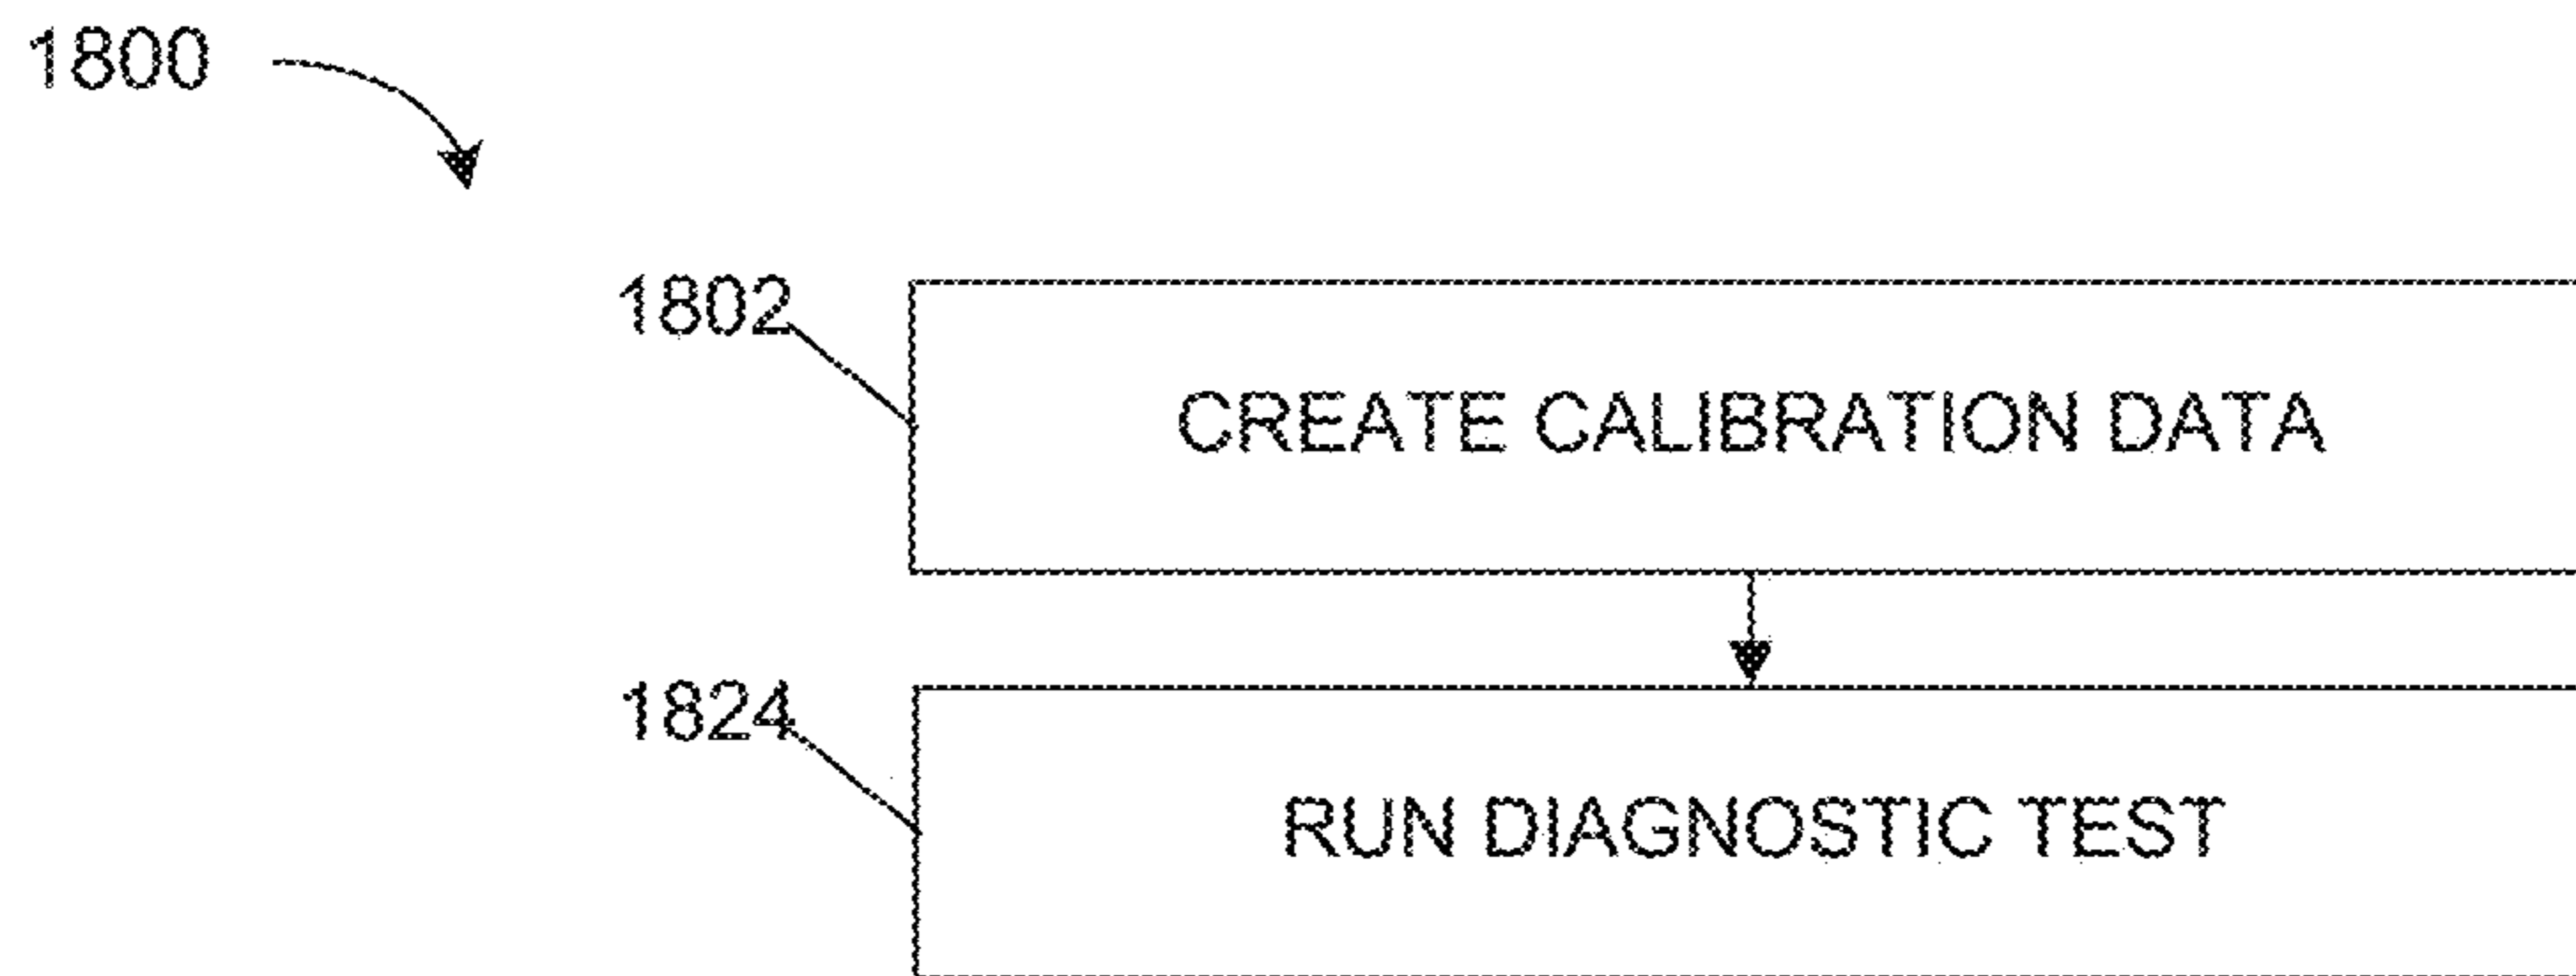 1800
1802
CREATE CALIBRATION DATA
1824
RUN DIAGNOSTIC TEST